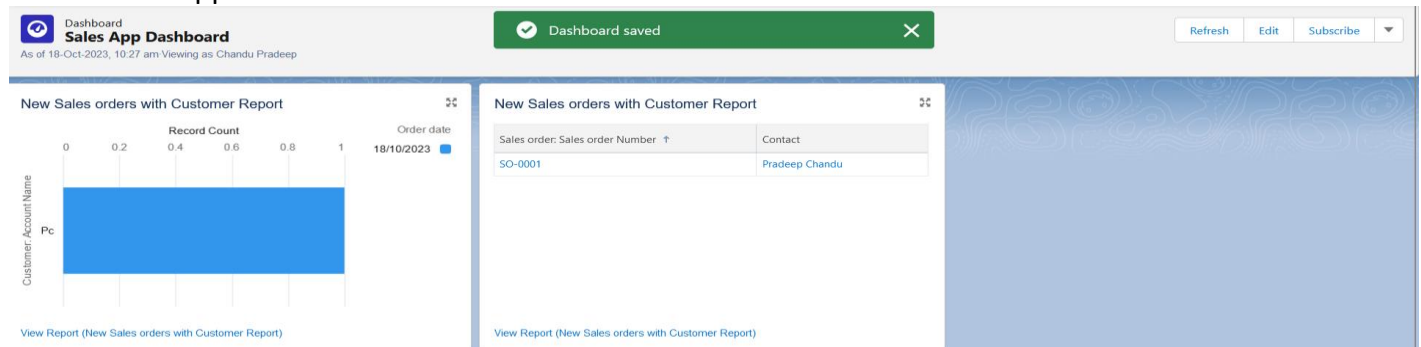 Dashboard
Sales App Dashboard
As of 18-Oct-2023, 10:27 am·Viewing as Chandu Pradeep
Dashboard saved
Refresh
Edit
Subscribe
New Sales orders with Customer Report
Record Count
0 0.2 0.4 0.6 0.8 1
Order date
18/10/2023
Customer: Account Name
Pc
View Report (New Sales orders with Customer Report)
New Sales orders with Customer Report
Sales order: Sales order Number ↑ Contact
SO-0001 Pradeep Chandu
View Report (New Sales orders with Customer Report)